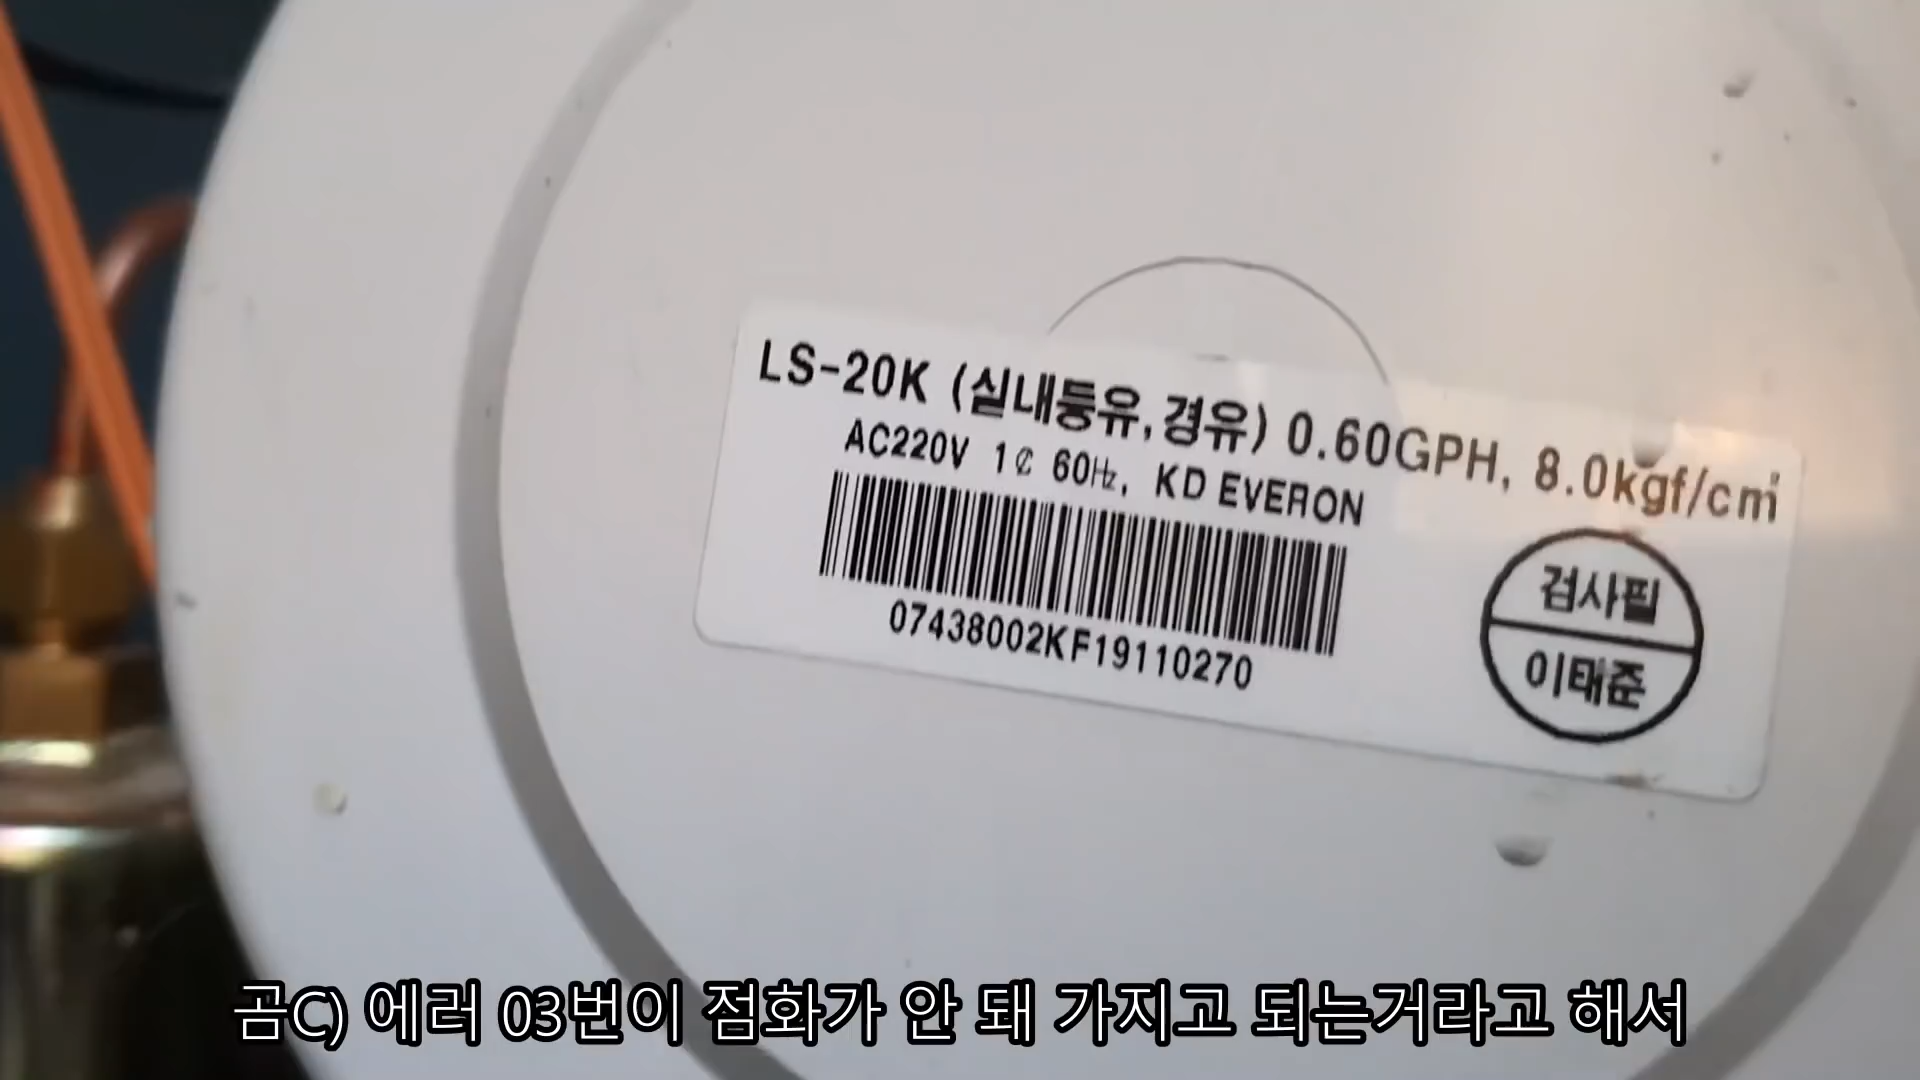 LS-20K (실내등유,경유) 0.60GPH, 8.0kgf/㎠
AC220V 1⌀ 60㎐, KD EVERON
07438002KF19110270
검사필
이태준
곰C) 에러 03번이 점화가 안 돼 가지고 되는거라고 해서